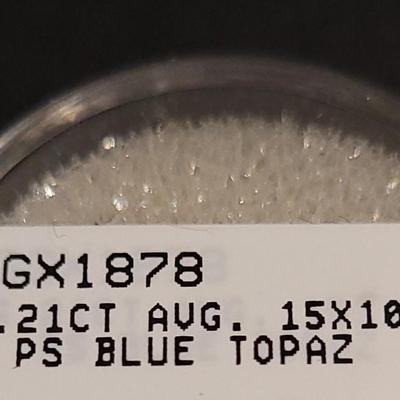 GX1878
.21CT AVG. 15X10
PS BLUE TOPAZ